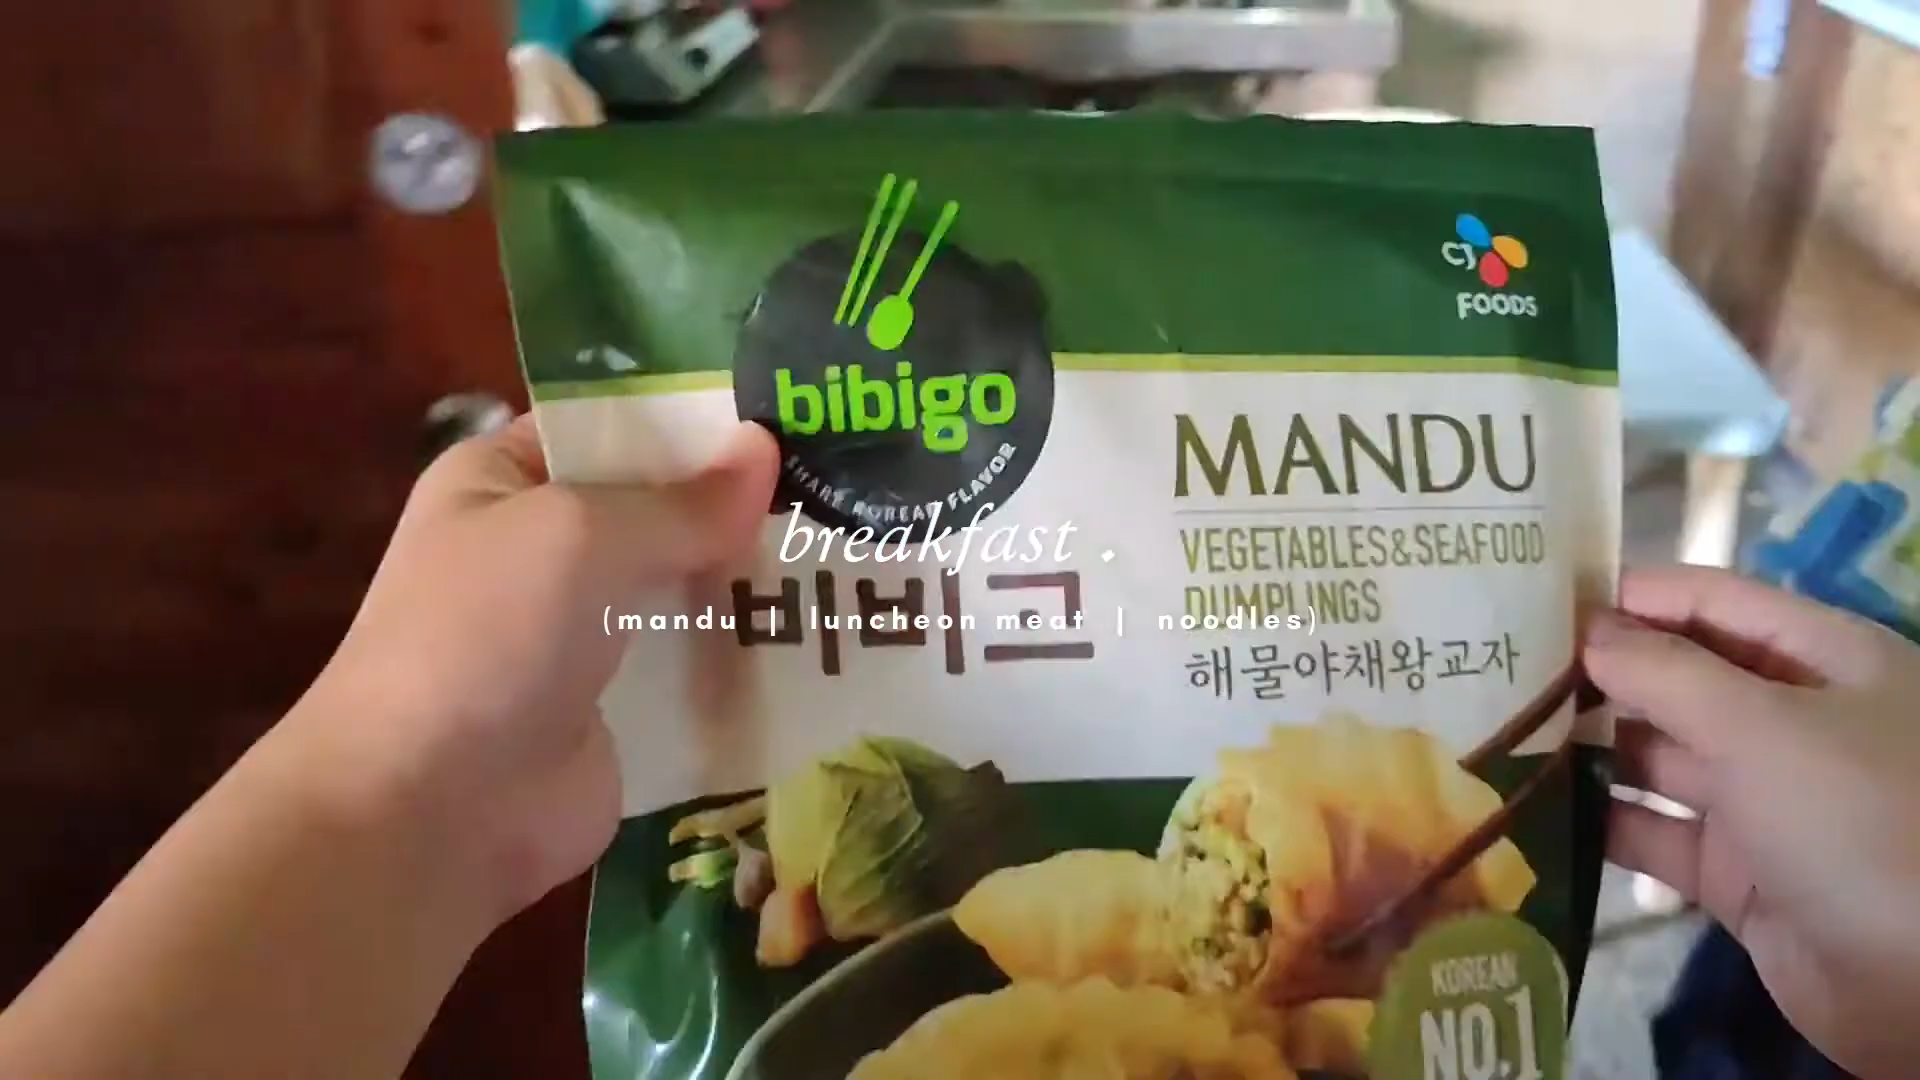 CJ
FOODS
bibigo
SHARE KOREAN FLAVOR
MANDU
VEGETABLES&SEAFOOD
DUMPLINGS
해물야채왕교자
breakfast .
비비고
(mandu | luncheon meat | noodles)
KOREAN
NO.1